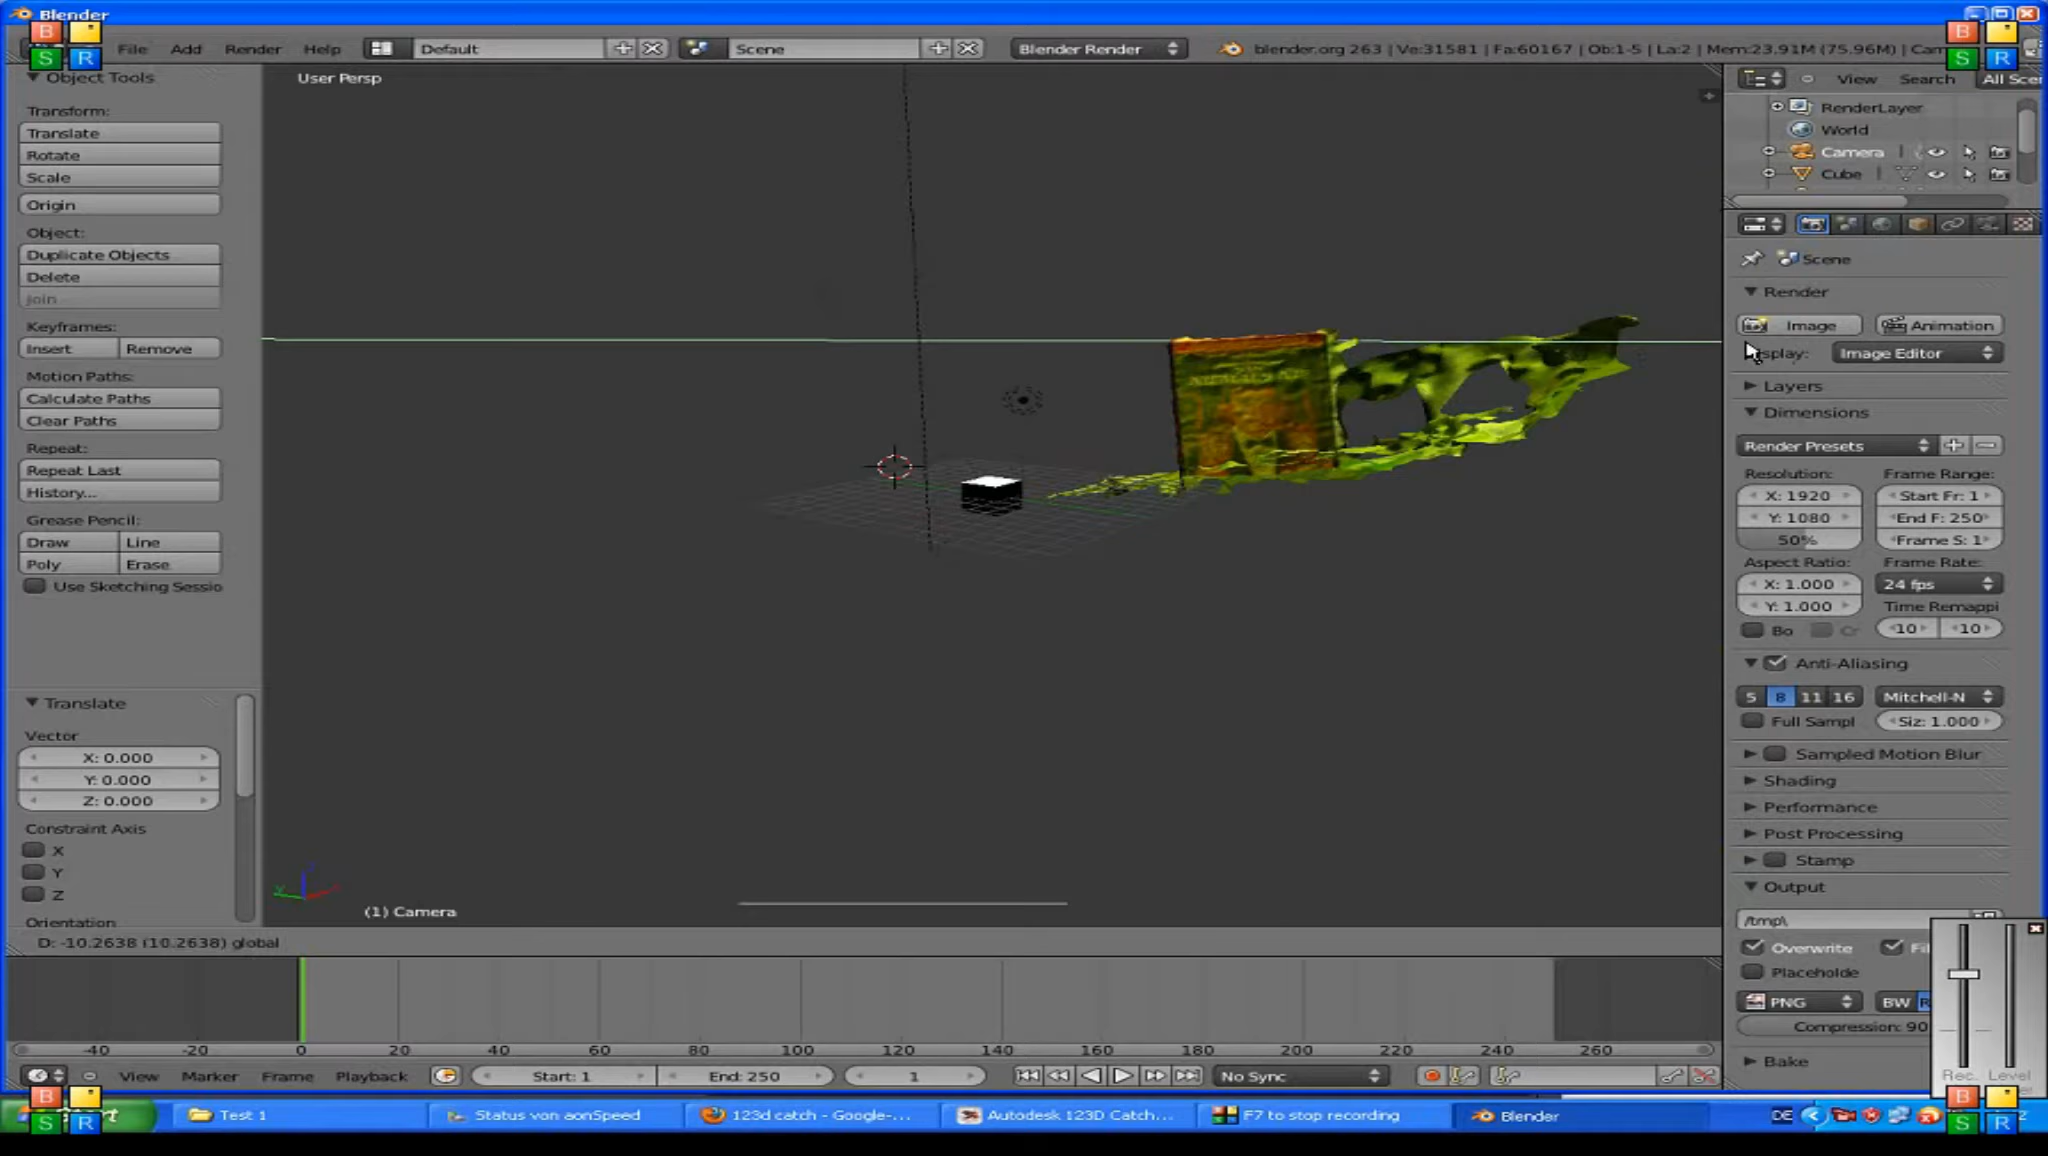 Blender
B
File Add Render Help Default Scene Blender Render blender.org 263 | Ve:31581 | Fa:60167 | Ob:1-5 | La:2 | Mem:23.91M (75.96M) | Cam
B
S R
S R
Object Tools
User Persp
View Search All Scen
Transform:
Translate
Rotate
Scale
Origin
Object:
Duplicate Objects
Delete
Join
Keyframes:
Insert Remove
Motion Paths:
Calculate Paths
Clear Paths
Repeat:
Repeat Last
History...
Grease Pencil:
Draw Line
Poly Erase
Use Sketching Sessio
Translate
Vector
X: 0.000
Y: 0.000
Z: 0.000
Constraint Axis
X
Y
Z
Orientation
(1) Camera
D: -10.2638 (10.2638) global
RenderLayer
World
Camera
Cube
Scene
Render
Image Animation
splay: Image Editor
Layers
Dimensions
Render Presets
Resolution: Frame Range:
X: 1920 Start Fr: 1
Y: 1080 End F: 250
50% Frame S: 1
Aspect Ratio: Frame Rate:
X: 1.000 24 fps
Y: 1.000 Time Remappi
Bo Cr 10 10
Anti-Aliasing
5 8 11 16 Mitchell-N
Full Sampl Siz: 1.000
Sampled Motion Blur
Shading
Performance
Post Processing
Stamp
Output
/tmp\
Overwrite Fi
Placeholde
PNG BW R
Compression: 90
Bake
Rec. Level
-40 -20 0 20 40 60 80 100 120 140 160 180 200 220 240 260
View Marker Frame Playback Start: 1 End: 250 1 No Sync
B
B
Test 1 Status von aonSpeed 123d catch - Google-... Autodesk 123D Catch... F7 to stop recording Blender DE
S R
S R